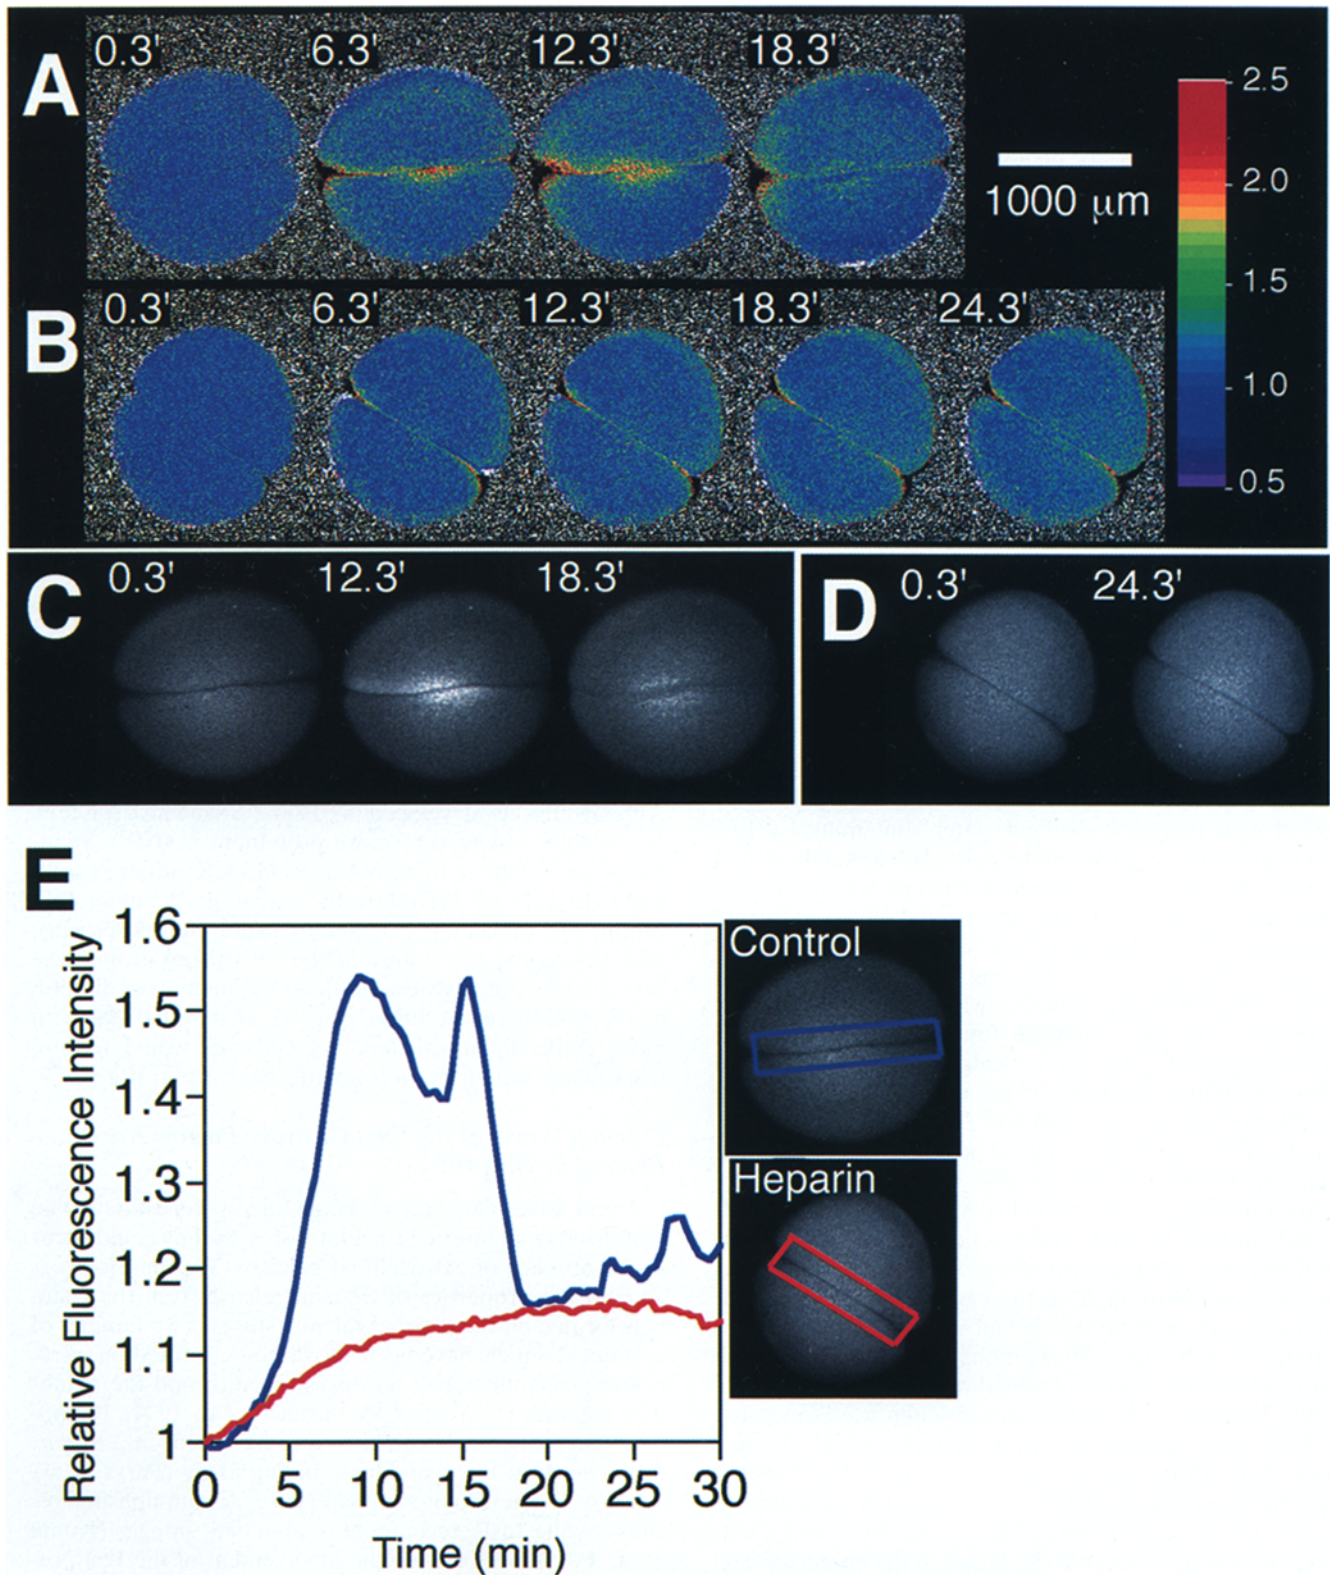 A
0.3'
6.3'
12.3'
18.3'
1000 μm
2.5
2.0
1.5
1.0
0.5
B
0.3'
6.3'
12.3'
18.3'
24.3'
C
0.3'
12.3'
18.3'
D
0.3'
24.3'
E
Relative Fluorescence Intensity
1.6
1.5
1.4
1.3
1.2
1.1
1
0 5 10 15 20 25 30
Time (min)
Control
Heparin